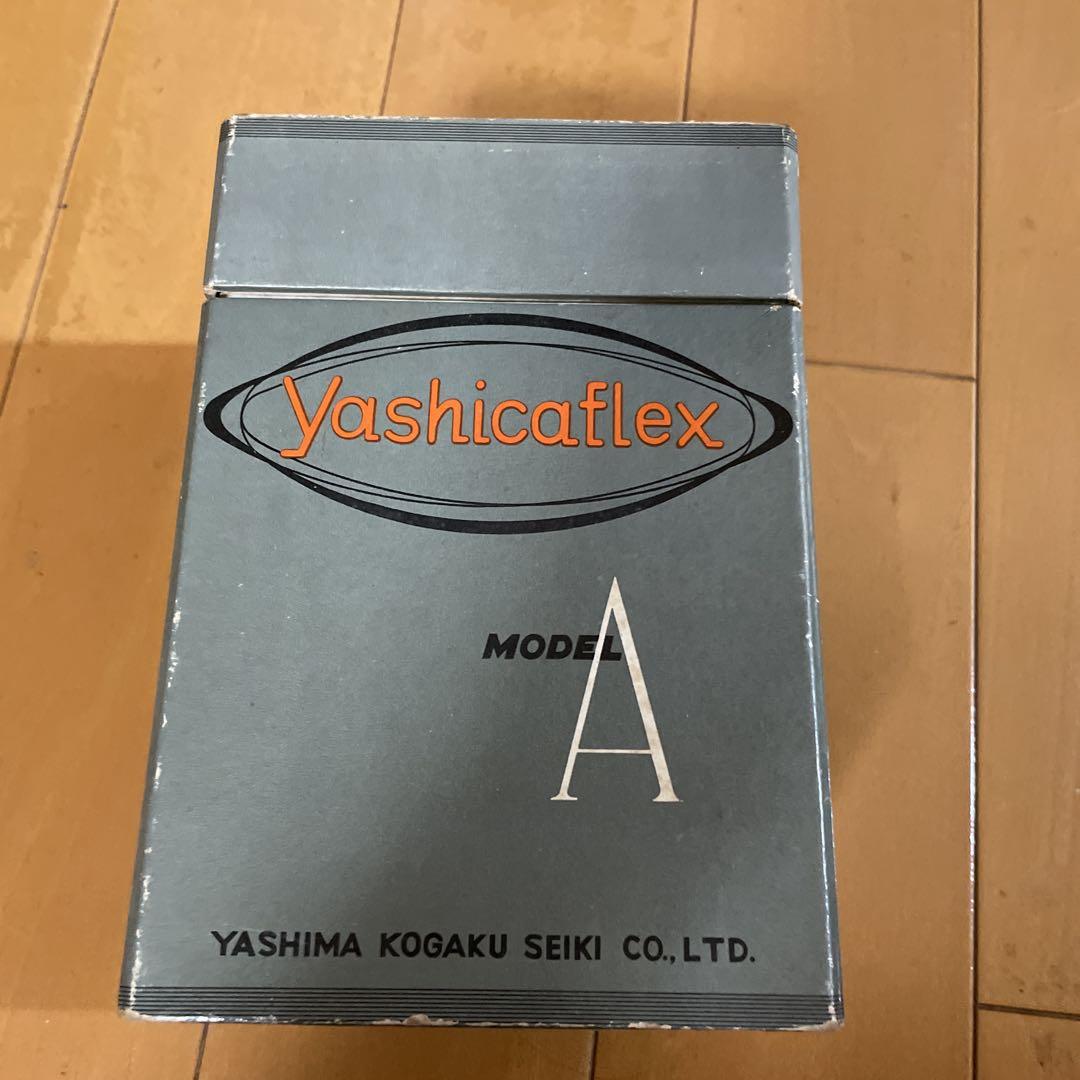 yashicaflex
MODEL A
YASHIMA KOGAKU SEIKI CO., LTD.